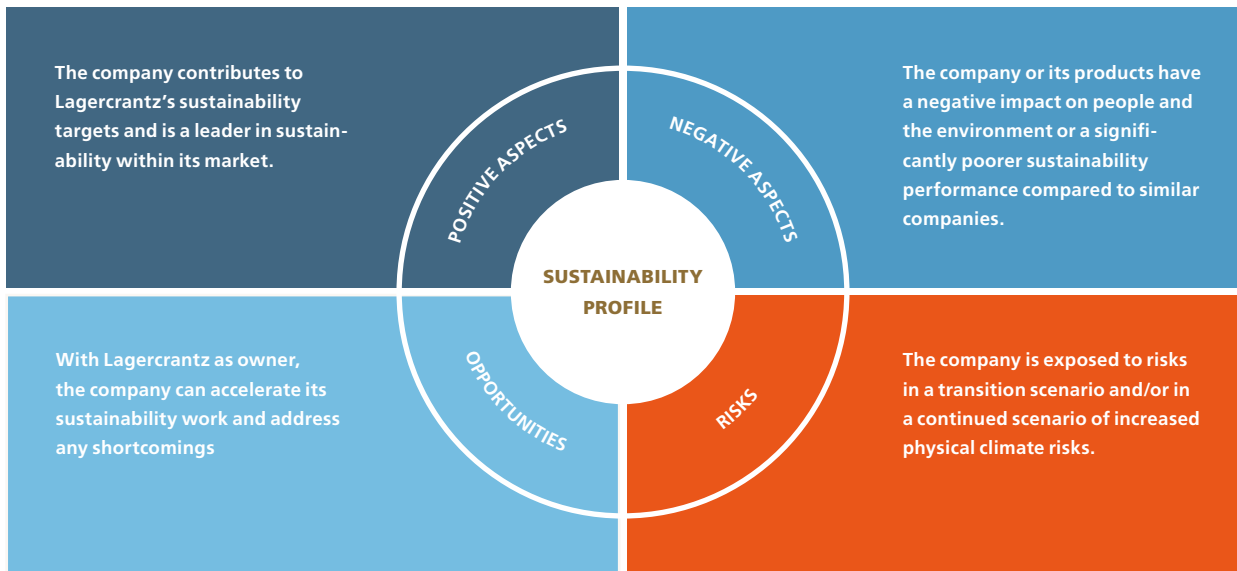 The company contributes to
Lagercrantz’s sustainability
targets and is a leader in sustain-
ability within its market.
POSITIVE ASPECTS
NEGATIVE ASPECTS
The company or its products have
a negative impact on people and
the environment or a signifi-
cantly poorer sustainability
performance compared to similar
companies.
SUSTAINABILITY
PROFILE
With Lagercrantz as owner,
the company can accelerate its
sustainability work and address
any shortcomings
OPPORTUNITIES
RISKS
The company is exposed to risks
in a transition scenario and/or in
a continued scenario of increased
physical climate risks.